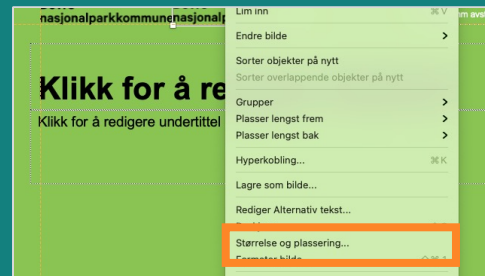 nasjonalparkkommune
Klikk for å re
Klikk for å redigere undertittel
Lim inn ⌘V
Endre bilde >
Sorter objekter på nytt
Sorter overlappende objekter på nytt
Grupper >
Plasser lengst frem >
Plasser lengst bak >
Hyperkobling... ⌘K
Lagre som bilde...
Rediger Alternativ tekst...
Størrelse og plassering...
Formater bilde